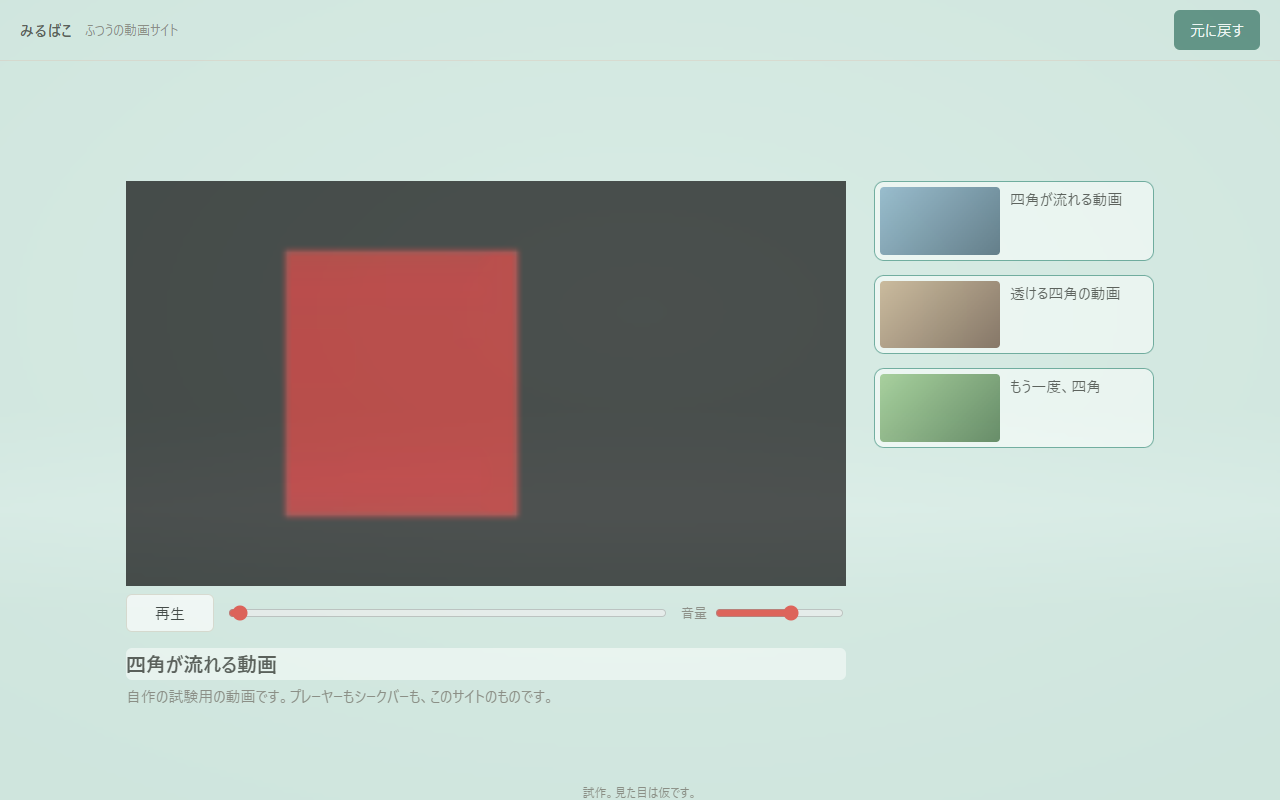 みるばこ ふつうの動画サイト
元に戻す
四角が流れる動画
透ける四角の動画
もう一度、四角
再生
音量
四角が流れる動画
自作の試験用の動画です。プレーヤーもシークバーも、このサイトのものです。
試作。見た目は仮です。